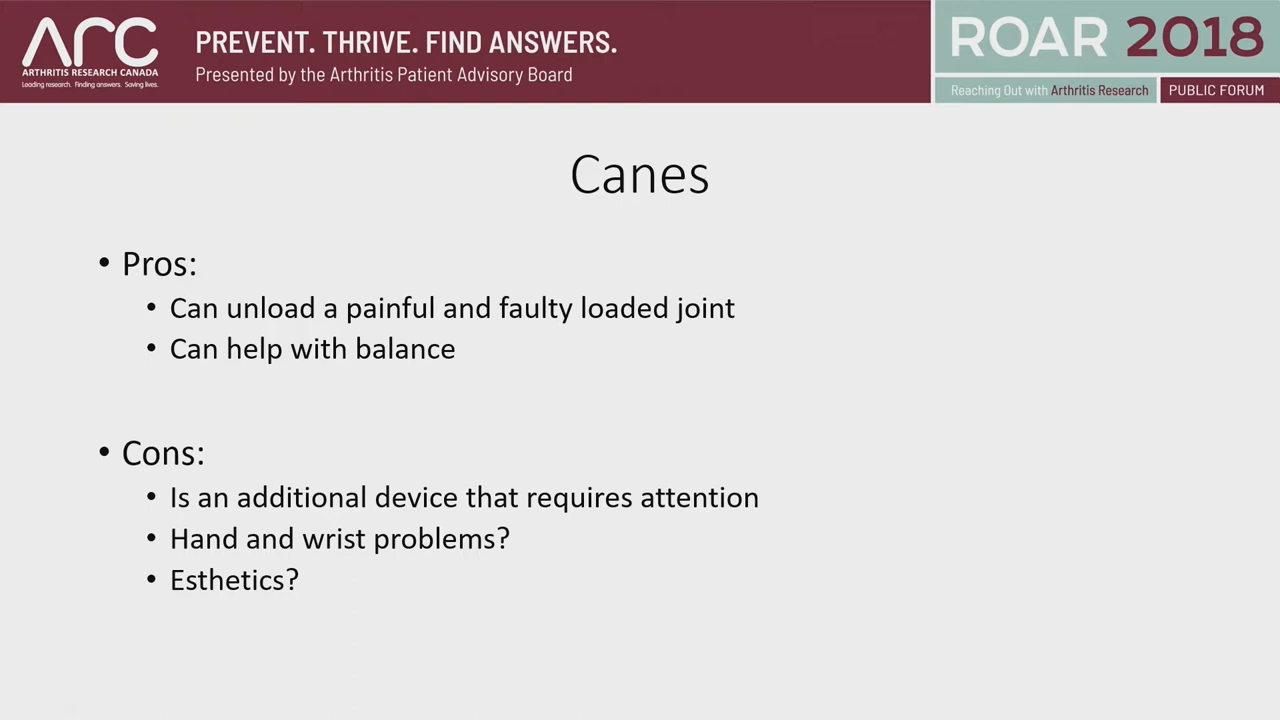 ARC
ARTHRITIS RESEARCH CANADA
Leading research. Finding answers. Saving lives.
PREVENT. THRIVE. FIND ANSWERS.
Presented by the Arthritis Patient Advisory Board
ROAR 2018
Reaching Out with Arthritis Research
PUBLIC FORUM
Canes
• Pros:
• Can unload a painful and faulty loaded joint
• Can help with balance
• Cons:
• Is an additional device that requires attention
• Hand and wrist problems?
• Esthetics?